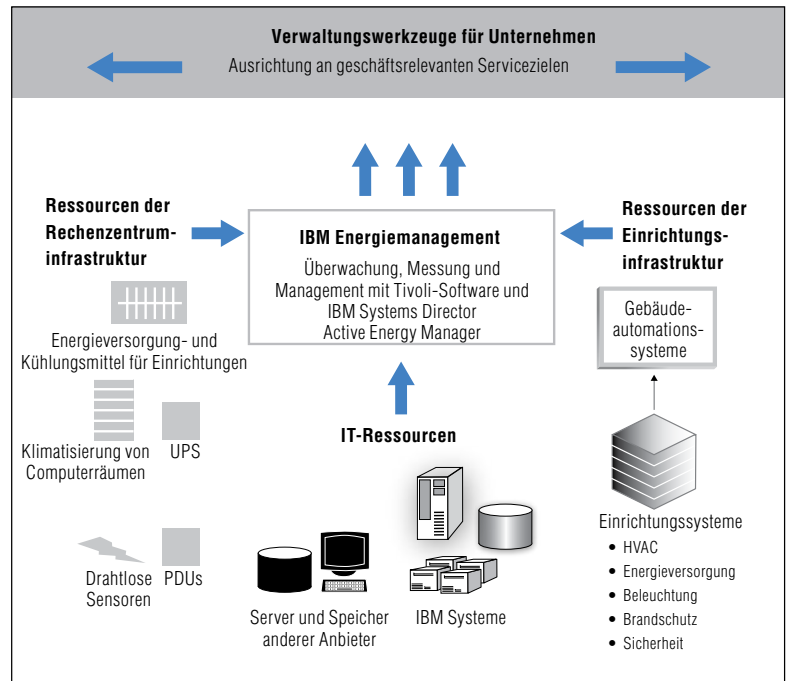 Verwaltungswerkzeuge für Unternehmen
Ausrichtung an geschäftsrelevanten Servicezielen
Ressourcen der
Rechenzentrum-
infrastruktur
IBM Energiemanagement
Überwachung, Messung und
Management mit Tivoli-Software und
IBM Systems Director
Active Energy Manager
Ressourcen der
Einrichtungs-
infrastruktur
Energieversorgung- und
Kühlungsmittel für Einrichtungen
Klimatisierung von
Computerräumen
UPS
Drahtlose
Sensoren
PDUs
IT-Ressourcen
Server und Speicher
anderer Anbieter
IBM Systeme
Gebäude-
automations-
systeme
Einrichtungssysteme
• HVAC
• Energieversorgung
• Beleuchtung
• Brandschutz
• Sicherheit